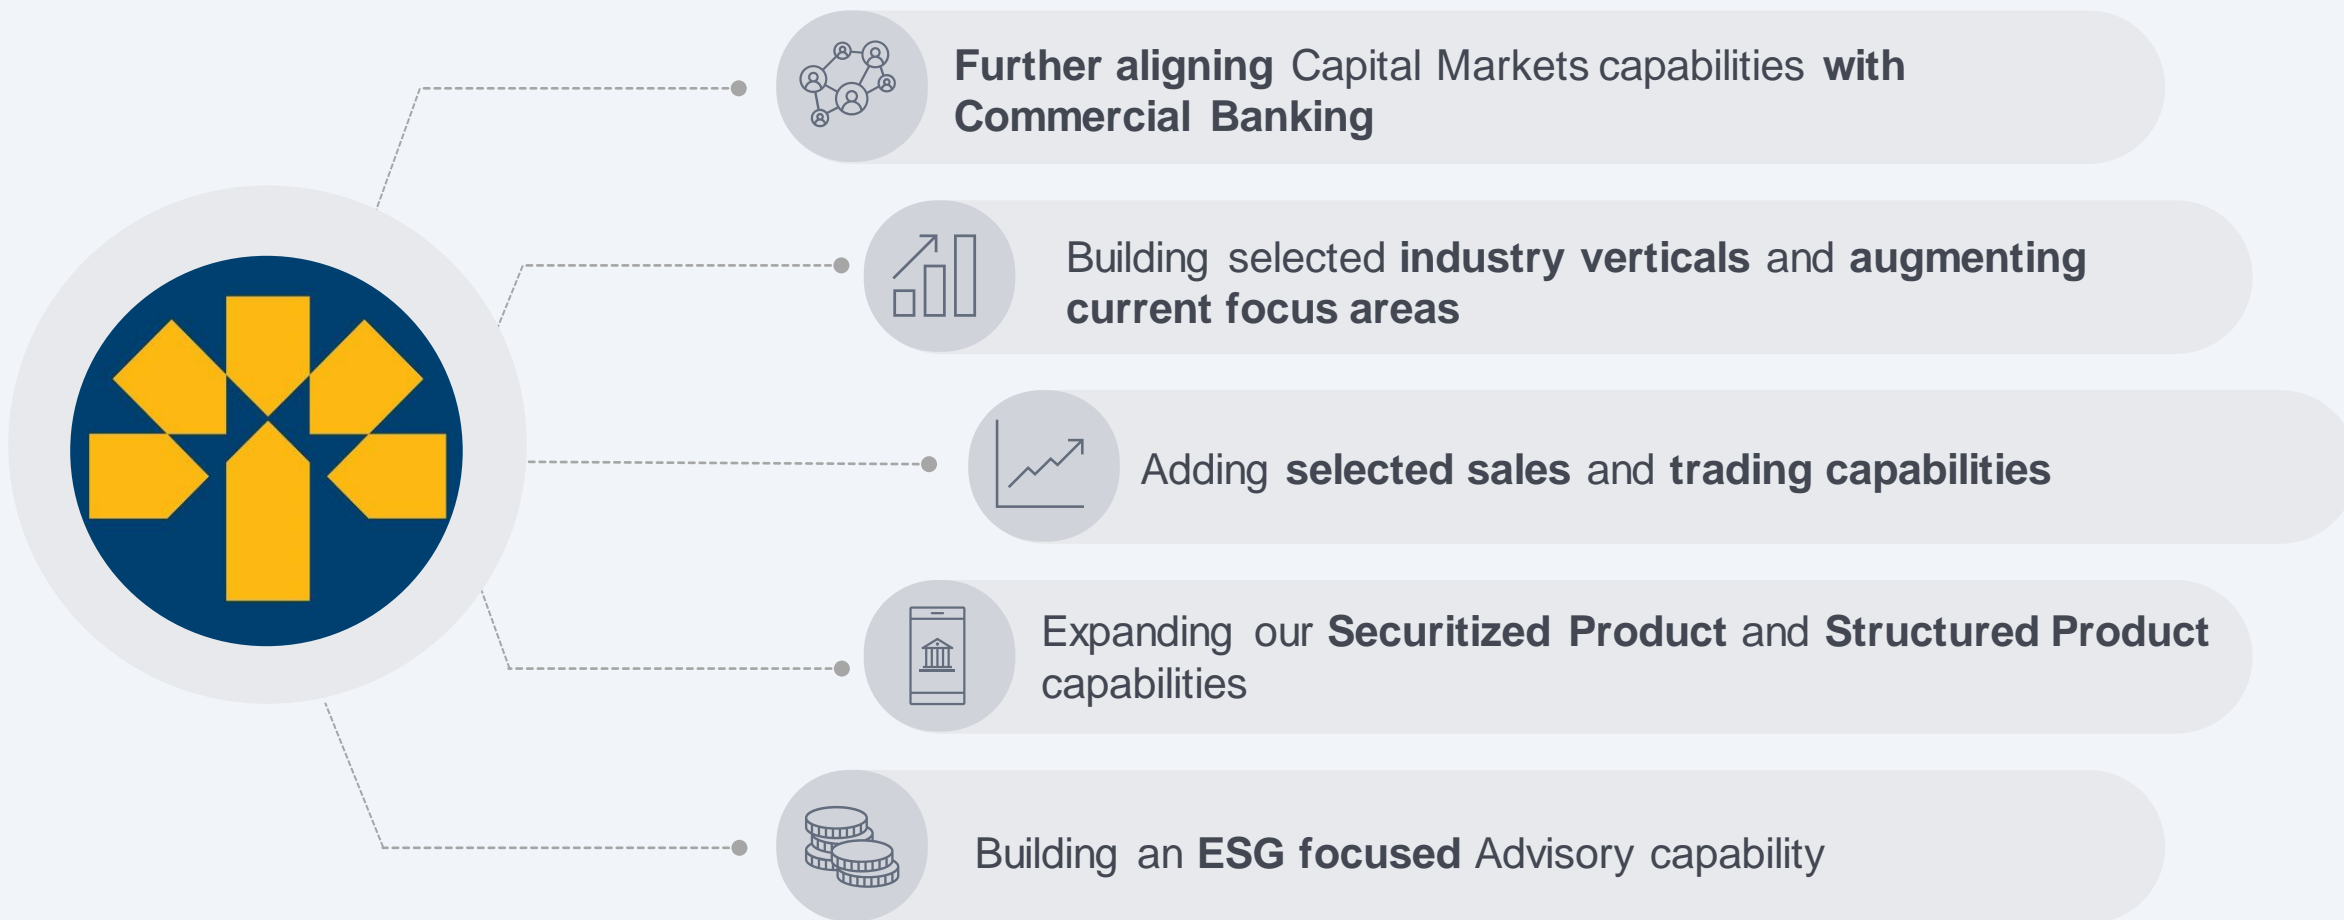 Further aligning Capital Markets capabilities with
Commercial Banking
Building selected industry verticals and augmenting
current focus areas
Adding selected sales and trading capabilities
Expanding our Securitized Product and Structured Product
capabilities
Building an ESG focused Advisory capability